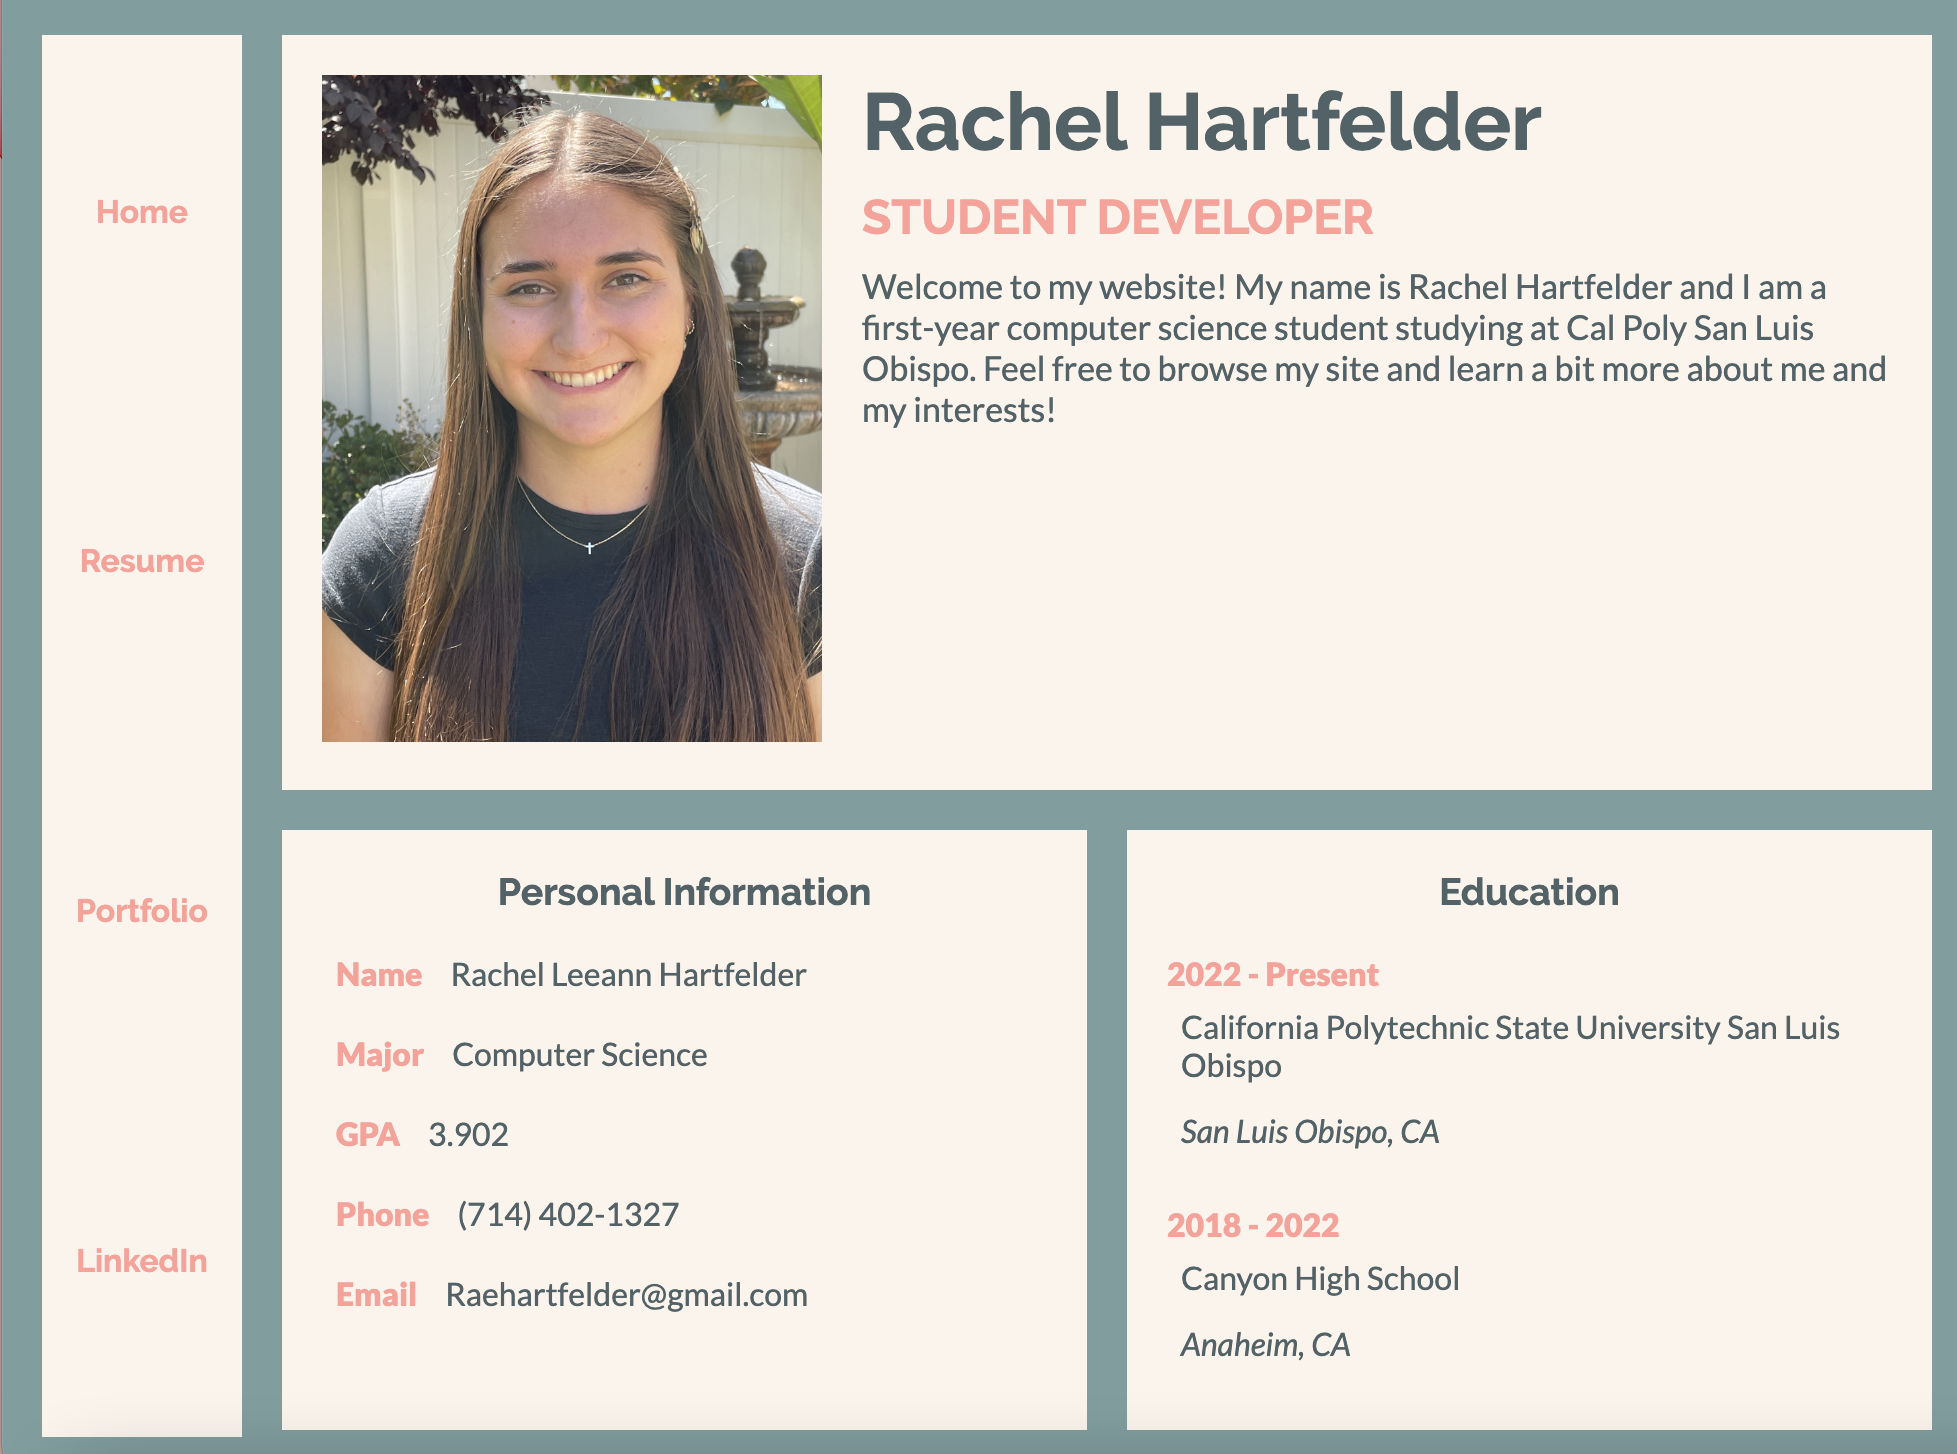 Home
Resume
Portfolio
LinkedIn
Rachel Hartfelder
STUDENT DEVELOPER
Welcome to my website! My name is Rachel Hartfelder and I am a
first-year computer science student studying at Cal Poly San Luis
Obispo. Feel free to browse my site and learn a bit more about me and
my interests!
Personal Information
Name Rachel Leeann Hartfelder
Major Computer Science
GPA 3.902
Phone (714) 402-1327
Email Raehartfelder@gmail.com
Education
2022 - Present
California Polytechnic State University San Luis
Obispo
San Luis Obispo, CA
2018 - 2022
Canyon High School
Anaheim, CA